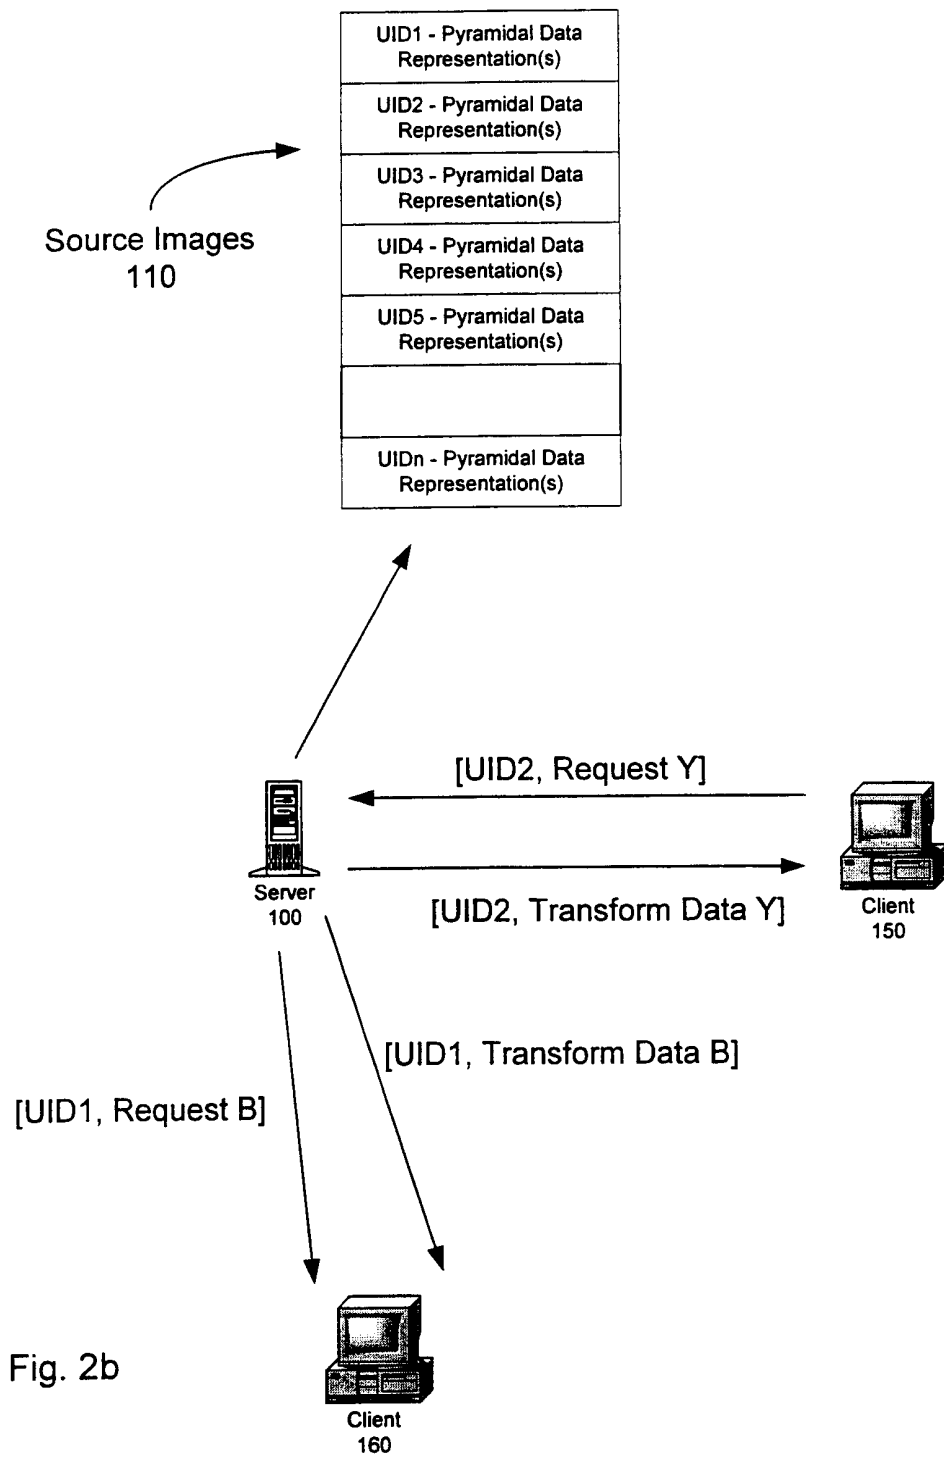 UID1 - Pyramidal Data
Representation(s)
UID2 - Pyramidal Data
Representation(s)
UID3 - Pyramidal Data
Representation(s)
UID4 - Pyramidal Data
Representation(s)
UID5 - Pyramidal Data
Representation(s)
UIDn - Pyramidal Data
Representation(s)
Source Images
110
[UID2, Request Y]
Server
100
[UID2, Transform Data Y]
Client
150
[UID1, Transform Data B]
[UID1, Request B]
Fig. 2b
Client
160